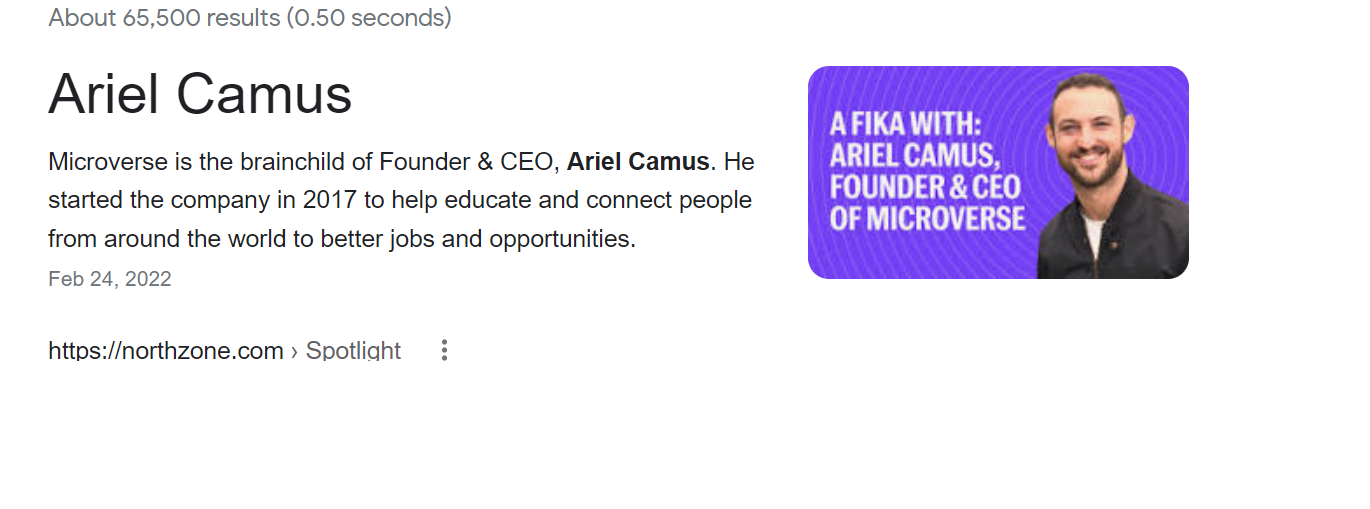 About 65,500 results (0.50 seconds)
Ariel Camus
Microverse is the brainchild of Founder & CEO, Ariel Camus. He
started the company in 2017 to help educate and connect people
from around the world to better jobs and opportunities.
Feb 24, 2022
A FIKA WITH:
ARIEL CAMUS,
FOUNDER & CEO
OF MICROVERSE
https://northzone.com › Spotlight